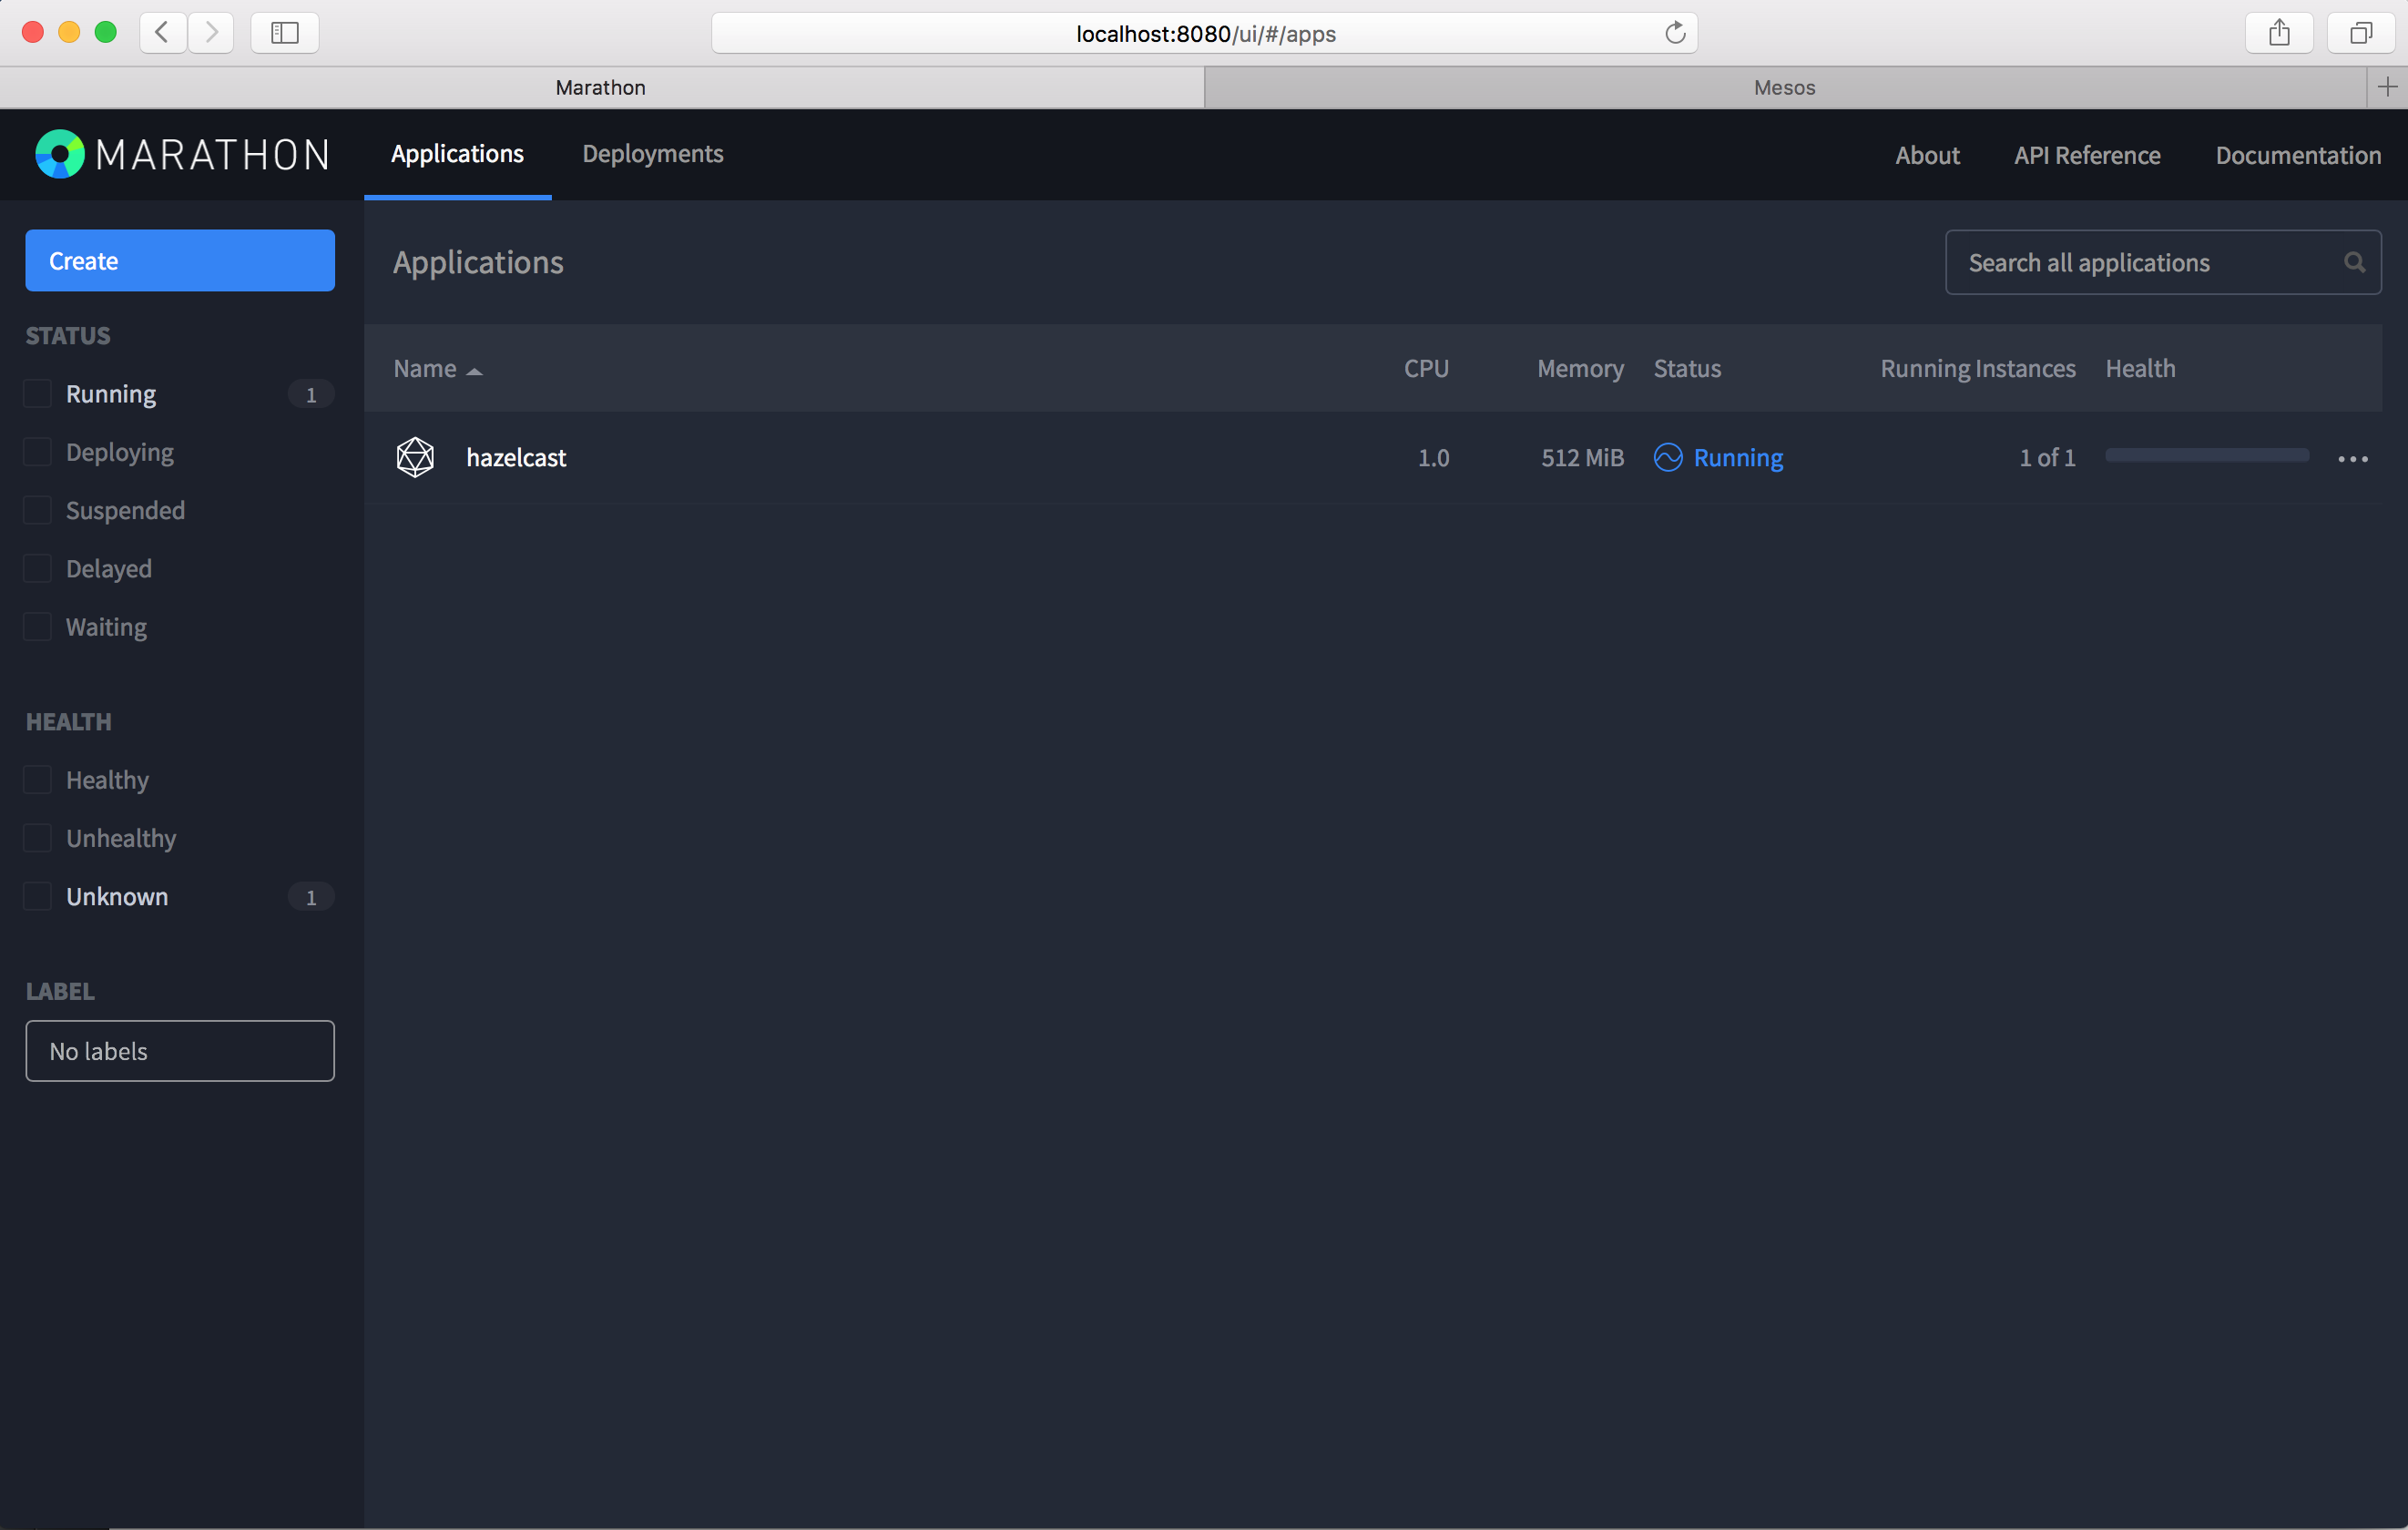 localhost:8080/ui/#/apps
Marathon
Mesos
MARATHON
Applications
Deployments
About
API Reference
Documentation
Create
Applications
Search all applications
STATUS
Running 1
Deploying
Suspended
Delayed
Waiting
HEALTH
Healthy
Unhealthy
Unknown 1
LABEL
No labels
Name CPU Memory Status Running Instances Health
hazelcast 1.0 512 MiB Running 1 of 1